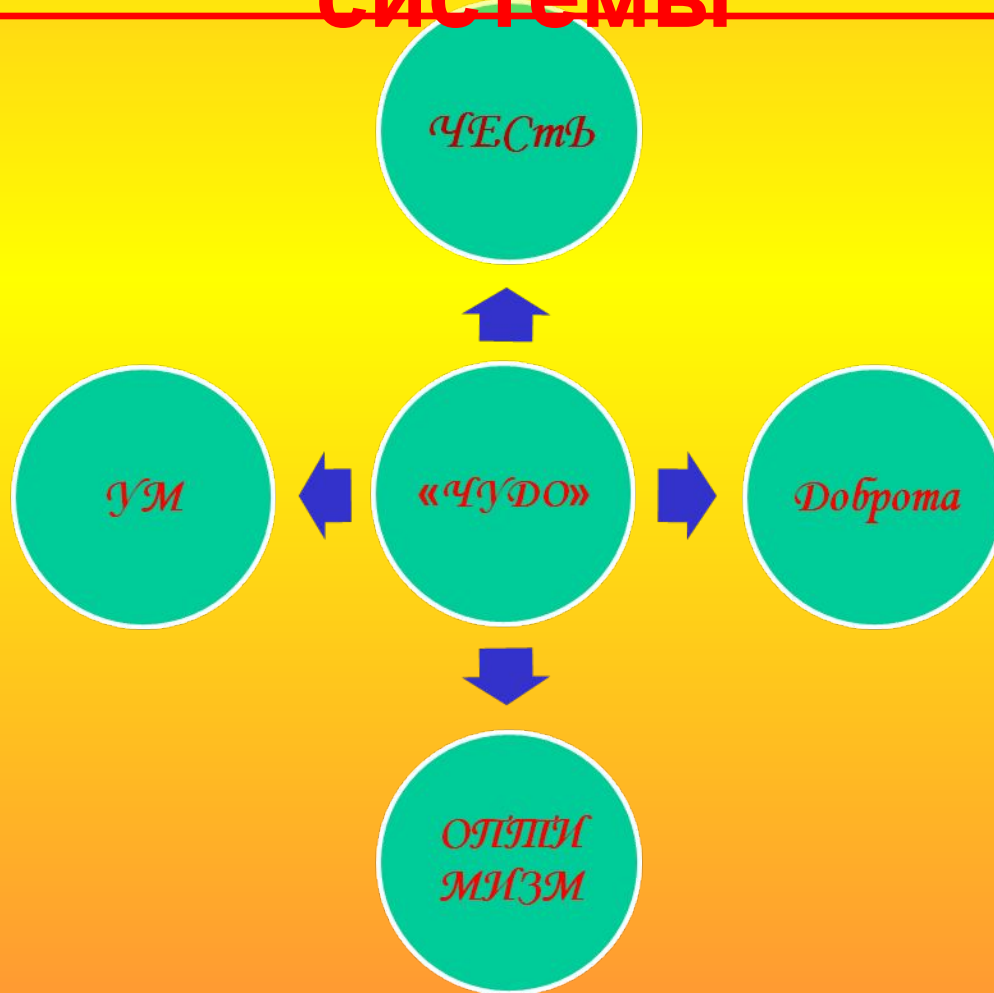 системы
ЧЕСтЬ
УМ
«ЧУДО»
Доброта
ОПТИ
МИЗМ